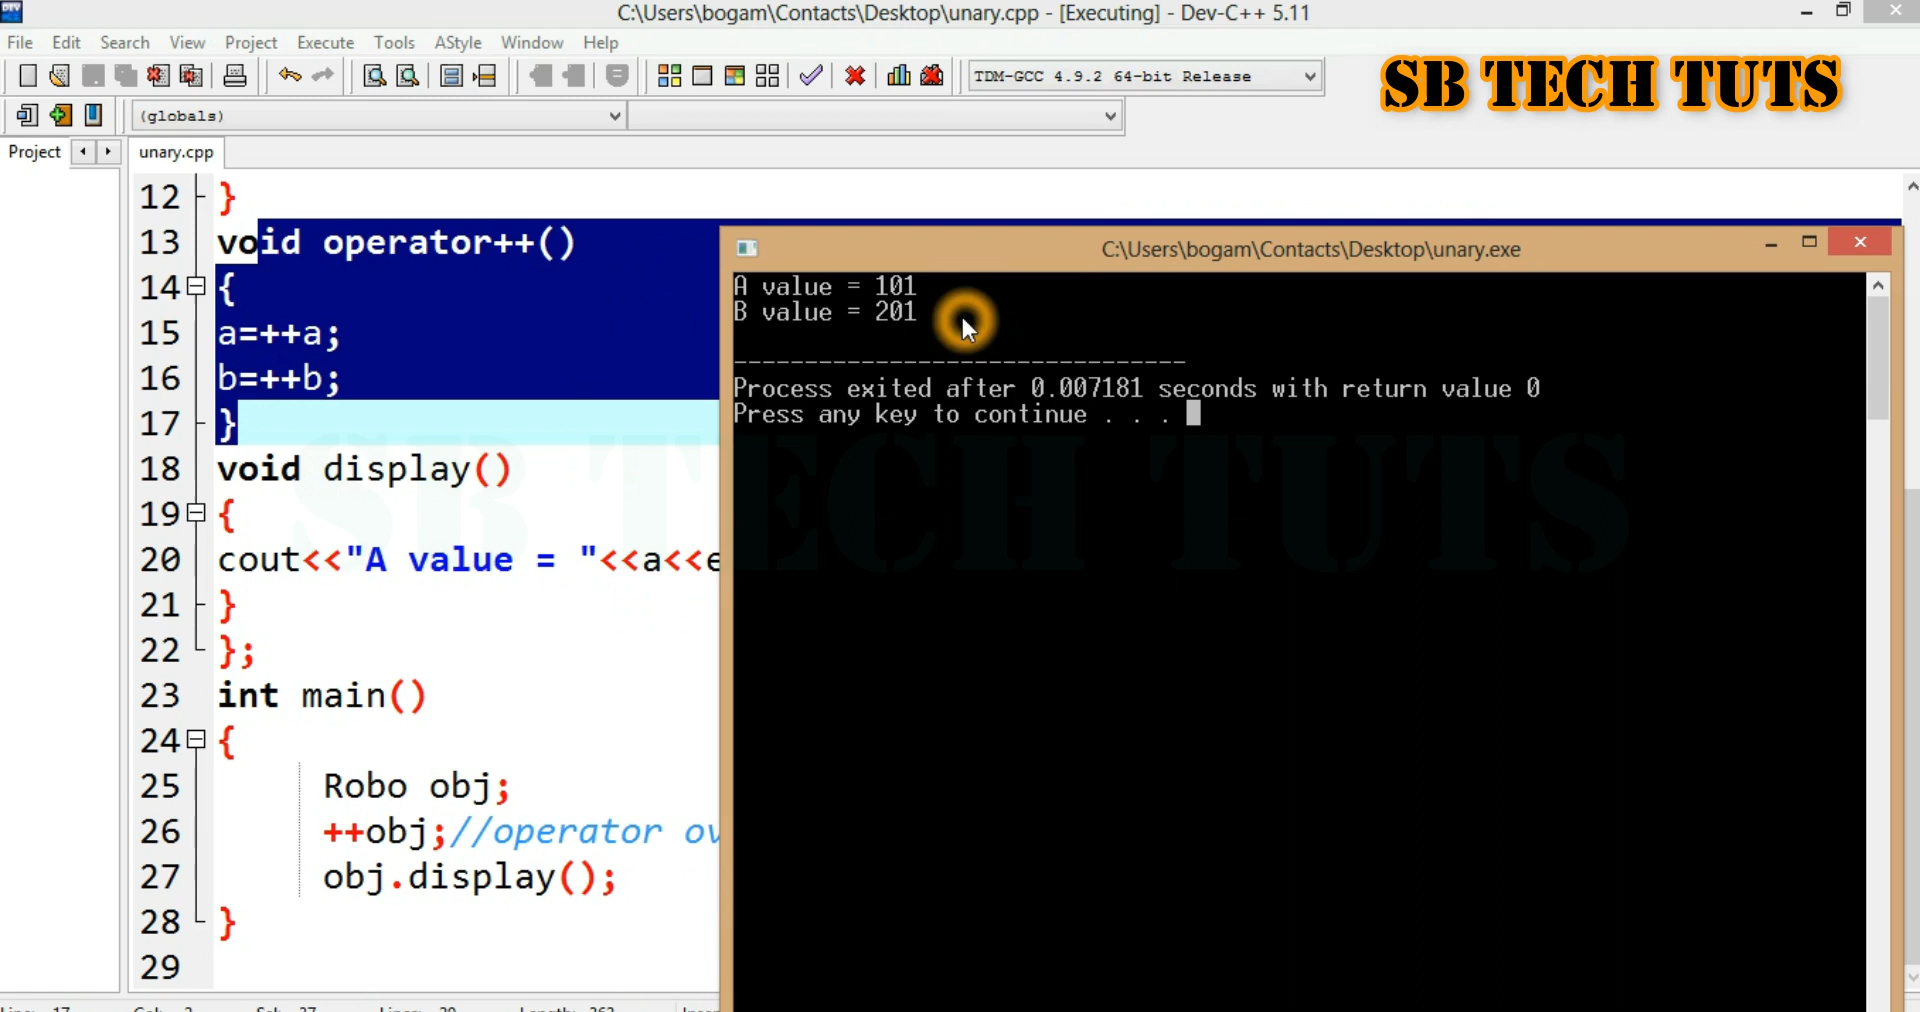 C:\Users\bogam\Contacts\Desktop\unary.cpp - [Executing] - Dev-C++ 5.11
File Edit Search View Project Execute Tools AStyle Window Help
TDM-GCC 4.9.2 64-bit Release
SB TECH TUTS
(globals)
Project
unary.cpp
12 }
13 void operator++()
14 {
15 a=++a;
16 b=++b;
17 }
18 void display()
19 {
20 cout<<"A value = "<<a<<e
21 }
22 };
23 int main()
24 {
25 Robo obj;
26 ++obj;//operator ov
27 obj.display();
28 }
29
C:\Users\bogam\Contacts\Desktop\unary.exe
A value = 101
B value = 201
--------------------------------
Process exited after 0.007181 seconds with return value 0
Press any key to continue . . .
SB TECH TUTS